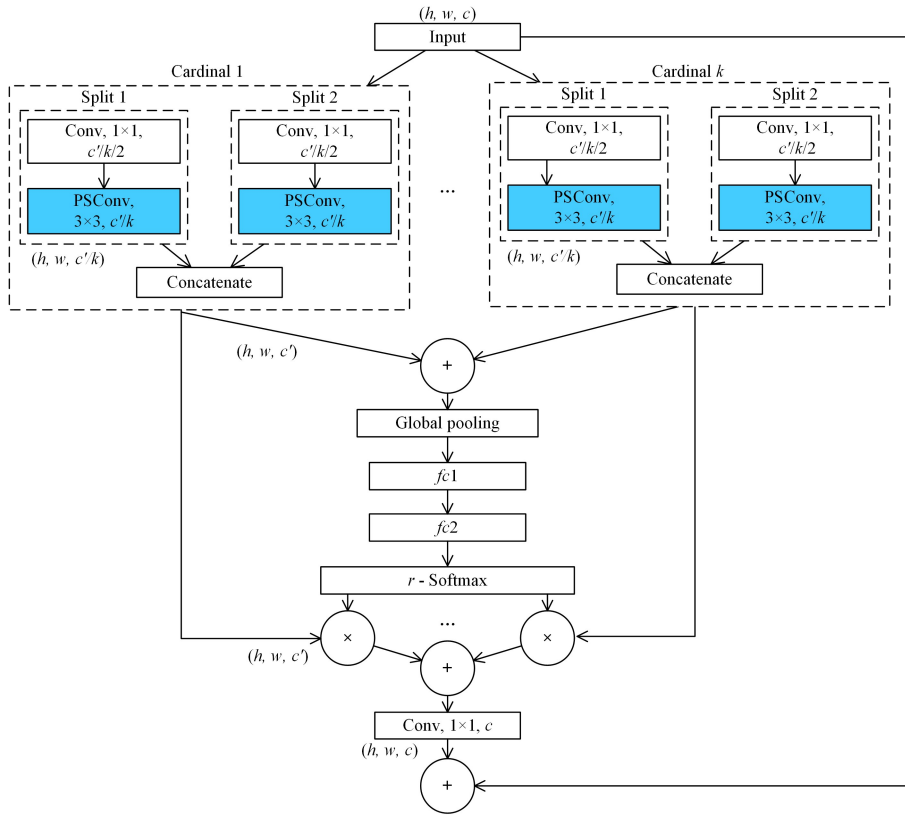 (h, w, c)
Input
Cardinal 1
Split 1
Conv, 1×1,
c′/k/2
PSConv,
3×3, c′/k
(h, w, c′/k)
Split 2
Conv, 1×1,
c′/k/2
PSConv,
3×3, c′/k
Concatenate
...
Cardinal k
Split 1
Conv, 1×1,
c′/k/2
PSConv,
3×3, c′/k
(h, w, c′/k)
Split 2
Conv, 1×1,
c′/k/2
PSConv,
3×3, c′/k
Concatenate
(h, w, c′)
+
Global pooling
fc1
fc2
r - Softmax
×
...
×
(h, w, c′)
+
Conv, 1×1, c
(h, w, c)
+